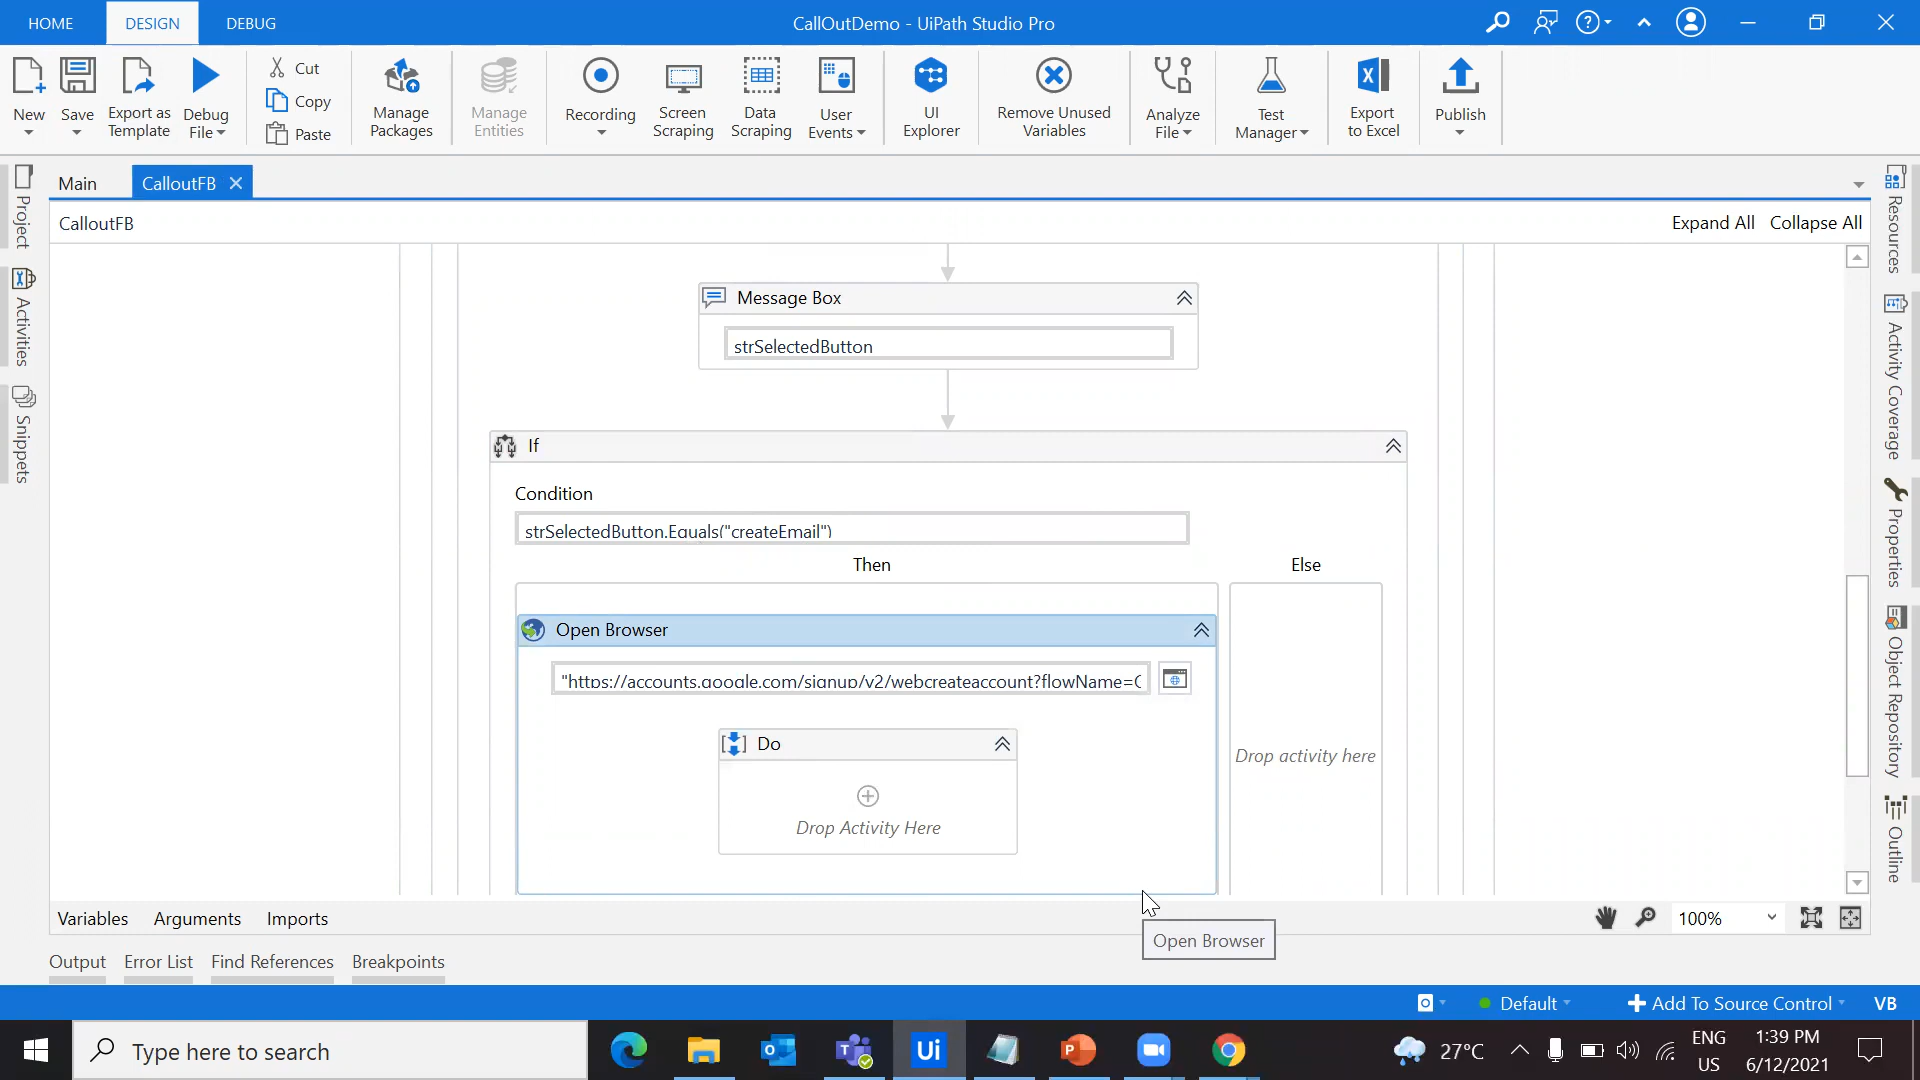 HOME
DESIGN
DEBUG
CallOutDemo - UiPath Studio Pro
New
Save
Export as
Template
Debug
File
Cut
Copy
Paste
Manage
Packages
Manage
Entities
Recording
Screen
Scraping
Data
Scraping
User
Events
UI
Explorer
Remove Unused
Variables
Analyze
File
Test
Manager
Export
to Excel
Publish
Main
CalloutFB
CalloutFB
Expand All
Collapse All
Project
Activities
Snippets
Resources
Activity Coverage
Properties
Object Repository
Outline
Message Box
strSelectedButton
If
Condition
strSelectedButton.Equals("createEmail")
Then
Else
Open Browser
"https://accounts.google.com/signup/v2/webcreateaccount?flowName=
Do
Drop Activity Here
Drop activity here
Open Browser
Variables
Arguments
Imports
100%
Output
Error List
Find References
Breakpoints
Default
Add To Source Control
VB
Type here to search
Ui
27°C
ENG
US
1:39 PM
6/12/2021